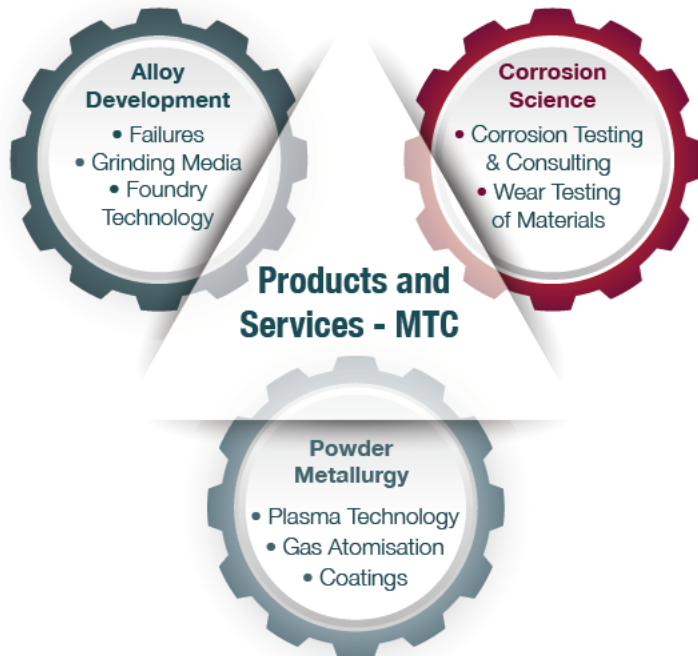 Alloy
Development
• Failures
• Grinding Media
• Foundry
Technology
Corrosion
Science
• Corrosion Testing
& Consulting
• Wear Testing
of Materials
Products and
Services - MTC
Powder
Metallurgy
• Plasma Technology
• Gas Atomisation
• Coatings